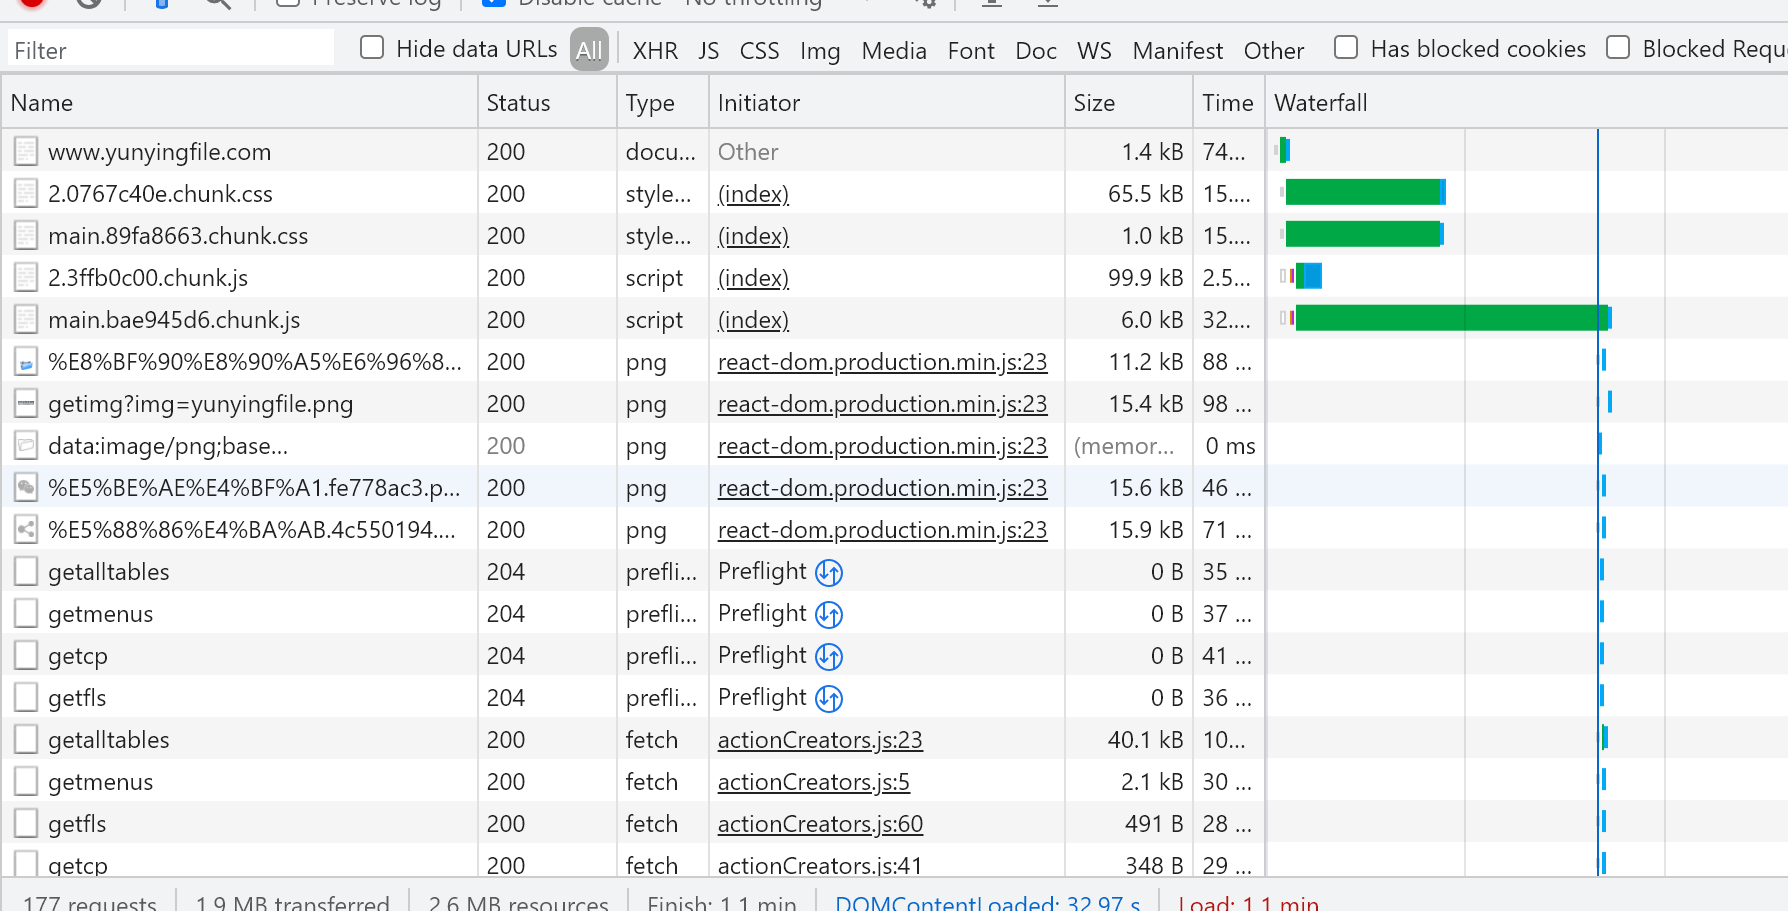 Preserve log Disable cache No throttling
Filter Hide data URLs All XHR JS CSS Img Media Font Doc WS Manifest Other Has blocked cookies Blocked Requ
Name Status Type Initiator Size Time Waterfall
www.yunyingfile.com 200 docu... Other 1.4 kB 74...
2.0767c40e.chunk.css 200 style... (index) 65.5 kB 15....
main.89fa8663.chunk.css 200 style... (index) 1.0 kB 15....
2.3ffb0c00.chunk.js 200 script (index) 99.9 kB 2.5...
main.bae945d6.chunk.js 200 script (index) 6.0 kB 32....
%E8%BF%90%E8%90%A5%E6%96%8... 200 png react-dom.production.min.js:23 11.2 kB 88 ...
getimg?img=yunyingfile.png 200 png react-dom.production.min.js:23 15.4 kB 98 ...
data:image/png;base... 200 png react-dom.production.min.js:23 (memor... 0 ms
%E5%BE%AE%E4%BF%A1.fe778ac3.p... 200 png react-dom.production.min.js:23 15.6 kB 46 ...
%E5%88%86%E4%BA%AB.4c550194.... 200 png react-dom.production.min.js:23 15.9 kB 71 ...
getalltables 204 prefli... Preflight 0 B 35 ...
getmenus 204 prefli... Preflight 0 B 37 ...
getcp 204 prefli... Preflight 0 B 41 ...
getfls 204 prefli... Preflight 0 B 36 ...
getalltables 200 fetch actionCreators.js:23 40.1 kB 10...
getmenus 200 fetch actionCreators.js:5 2.1 kB 30 ...
getfls 200 fetch actionCreators.js:60 491 B 28 ...
getcp 200 fetch actionCreators.js:41 348 B 29 ...
177 requests 1.9 MB transferred 2.6 MB resources Finish: 1.1 min DOMContentLoaded: 32.97 s Load: 1.1 min